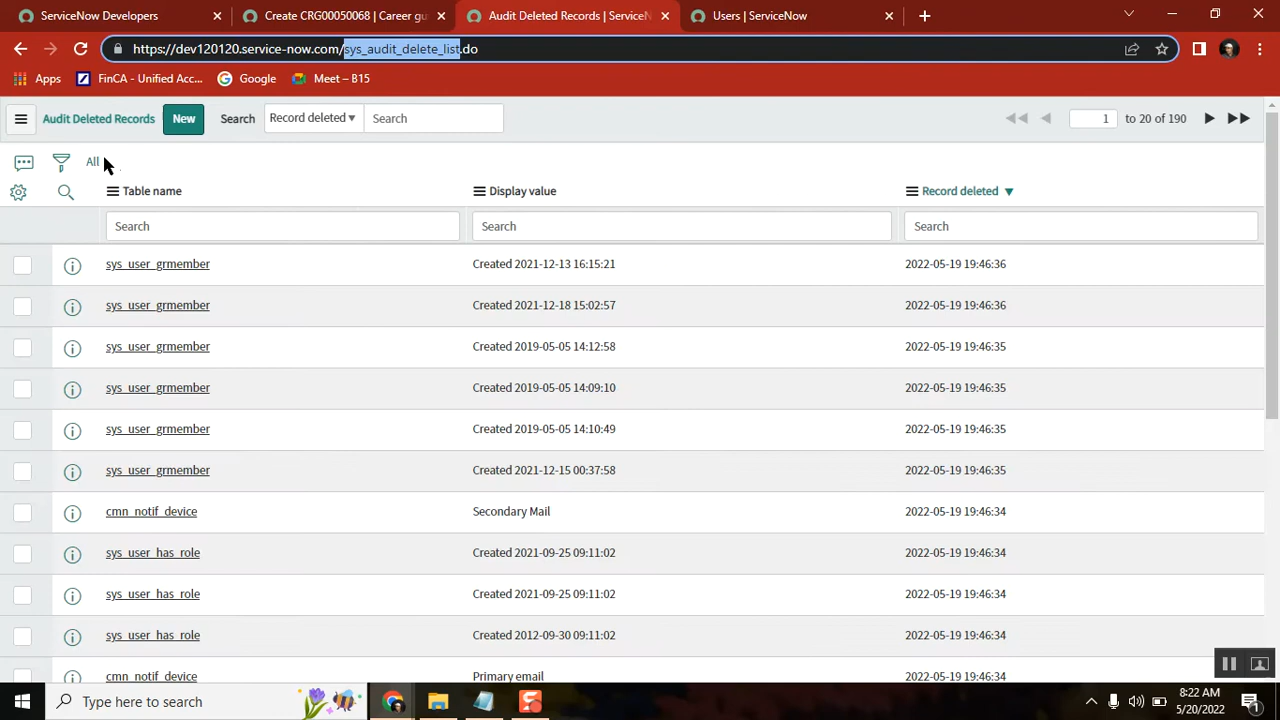 ServiceNow Developers
Create CRG00050068 | Career gu
Audit Deleted Records | ServiceN
Users | ServiceNow
https://dev120120.service-now.com/sys_audit_delete_list.do
Apps
FinCA - Unified Acc...
Google
Meet – B15
Audit Deleted Records
New
Search
Record deleted
Search
1
to 20 of 190
All
Table name
Display value
Record deleted
Search
Search
Search
sys_user_grmember
Created 2021-12-13 16:15:21
2022-05-19 19:46:36
sys_user_grmember
Created 2021-12-18 15:02:57
2022-05-19 19:46:36
sys_user_grmember
Created 2019-05-05 14:12:58
2022-05-19 19:46:35
sys_user_grmember
Created 2019-05-05 14:09:10
2022-05-19 19:46:35
sys_user_grmember
Created 2019-05-05 14:10:49
2022-05-19 19:46:35
sys_user_grmember
Created 2021-12-15 00:37:58
2022-05-19 19:46:35
cmn_notif_device
Secondary Mail
2022-05-19 19:46:34
sys_user_has_role
Created 2021-09-25 09:11:02
2022-05-19 19:46:34
sys_user_has_role
Created 2021-09-25 09:11:02
2022-05-19 19:46:34
sys_user_has_role
Created 2012-09-30 09:11:02
2022-05-19 19:46:34
cmn_notif_device
Primary email
2022-05-19 19:46:34
Type here to search
8:22 AM
5/20/2022
1